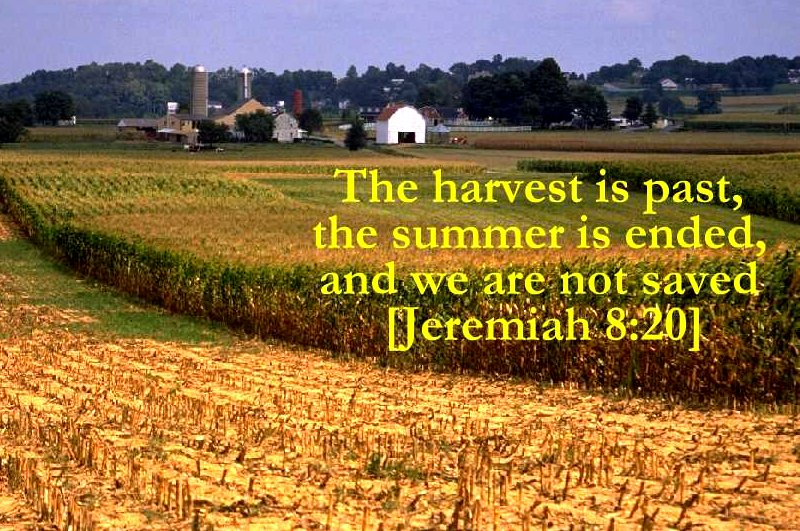 The harvest is past,
the summer is ended,
and we are not saved
[Jeremiah 8:20]